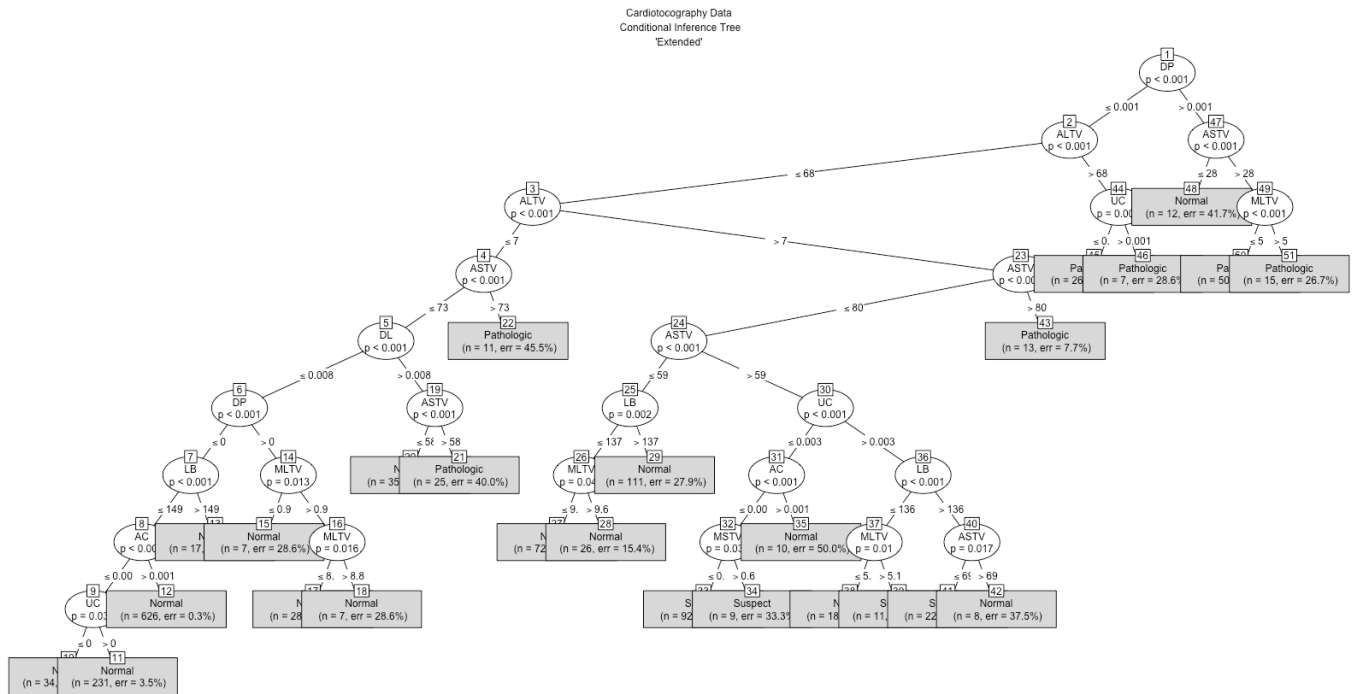 Cardiotocography Data
Conditional Inference Tree
'Extended'
1
DP
p < 0.001
≤ 0.001
> 0.001
2
ALTV
p < 0.001
47
ASTV
p < 0.001
≤ 68
> 68
≤ 28
> 28
3
ALTV
p < 0.001
44
UC
48
Normal
(n = 12, err = 41.7%)
49
MLTV
p < 0.001
≤ 7
> 7
> 0.001
≤ 5
> 5
4
ASTV
p < 0.001
23
ASTV
46
Pathologic
(n = 7, err = 28.6%
51
Pathologic
(n = 15, err = 26.7%)
≤ 73
> 73
≤ 80
> 80
5
DL
p < 0.001
22
Pathologic
(n = 11, err = 45.5%)
24
ASTV
p < 0.001
43
Pathologic
(n = 13, err = 7.7%)
≤ 0.008
> 0.008
≤ 59
> 59
6
DP
p < 0.001
19
ASTV
p < 0.001
25
LB
p = 0.002
30
UC
p < 0.001
≤ 0
> 0
> 58
≤ 137
> 137
≤ 0.003
> 0.003
7
LB
p < 0.001
14
MLTV
p = 0.013
21
Pathologic
(n = 25, err = 40.0%)
26
MLTV
29
Normal
(n = 111, err = 27.9%)
31
AC
p < 0.001
36
LB
p < 0.001
≤ 149
> 149
≤ 0.9
> 0.9
> 9.6
> 0.001
≤ 136
> 136
8
AC
15
Normal
(n = 7, err = 28.6%)
16
MLTV
p = 0.016
28
Normal
(n = 26, err = 15.4%)
32
MSTV
35
Normal
(n = 10, err = 50.0%)
37
MLTV
p = 0.01
40
ASTV
p = 0.017
> 0.001
> 8.8
> 0.6
> 5.1
> 69
9
UC
12
Normal
(n = 626, err = 0.3%)
18
Normal
(n = 7, err = 28.6%)
34
Suspect
(n = 9, err = 33.3%
42
Normal
(n = 8, err = 37.5%)
≤ 0
> 0
11
Normal
(n = 231, err = 3.5%)